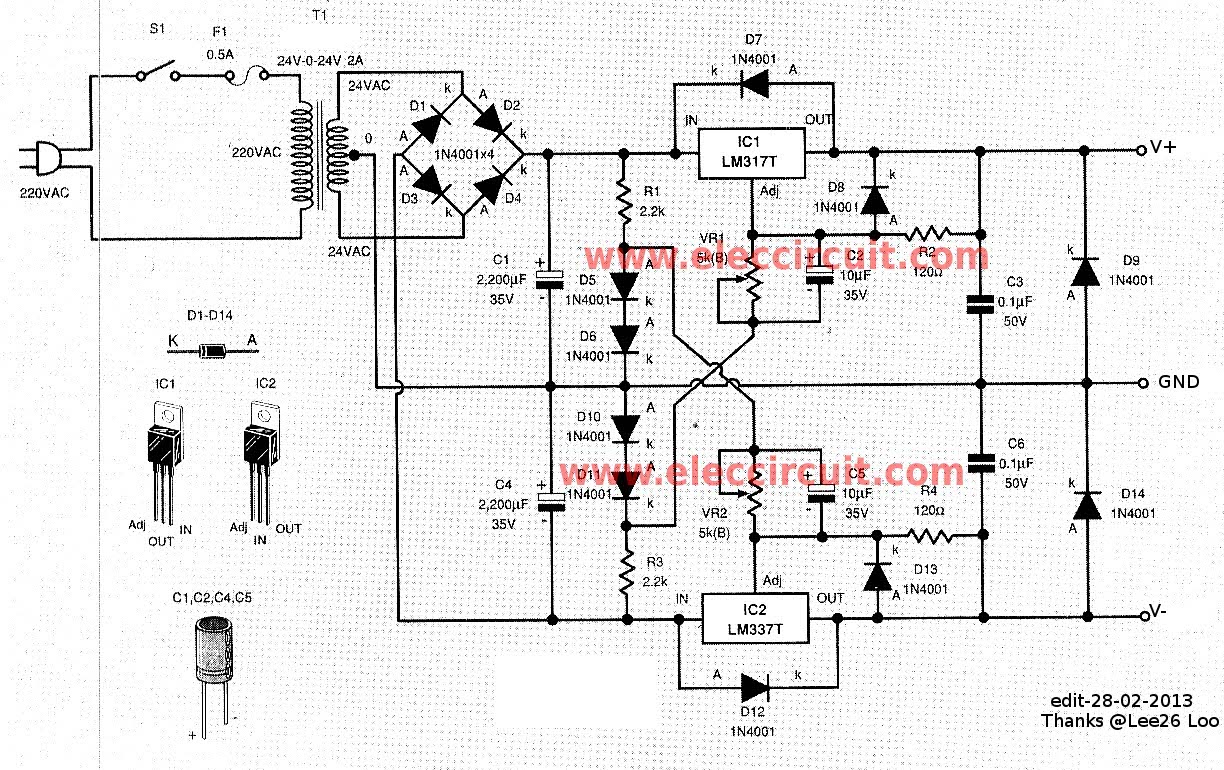 T1
S1
F1
0.5A
24V-0-24V 2A
24VAC
220VAC
220VAC
0
24VAC
D1
k
A
D2
A
k
1N4001x4
A
k
D3
k
A
D4
D7
1N4001
k
A
IN
OUT
IC1
LM317T
Adj
V+
R1
2.2k
D8
1N4001
k
A
VR1
5k(B)
C2
10µF
35V
+
-
R2
120Ω
C1
2,200µF
35V
+
-
D5
1N4001
A
k
D6
1N4001
A
k
C3
0.1µF
50V
D9
1N4001
k
A
www.eleccircuit.com
GND
D1-D14
K
A
IC1
IC2
Adj
OUT
IN
Adj
IN
OUT
D10
1N4001
A
k
D11
1N4001
A
k
C4
2,200µF
35V
+
-
www.eleccircuit.com
VR2
5k(B)
C5
10µF
35V
+
-
R4
120Ω
C6
0.1µF
50V
D14
1N4001
k
A
R3
2.2k
D13
1N4001
k
A
Adj
IN
OUT
IC2
LM337T
V-
A
k
D12
1N4001
C1,C2,C4,C5
+
edit-28-02-2013
Thanks @Lee26 Loo